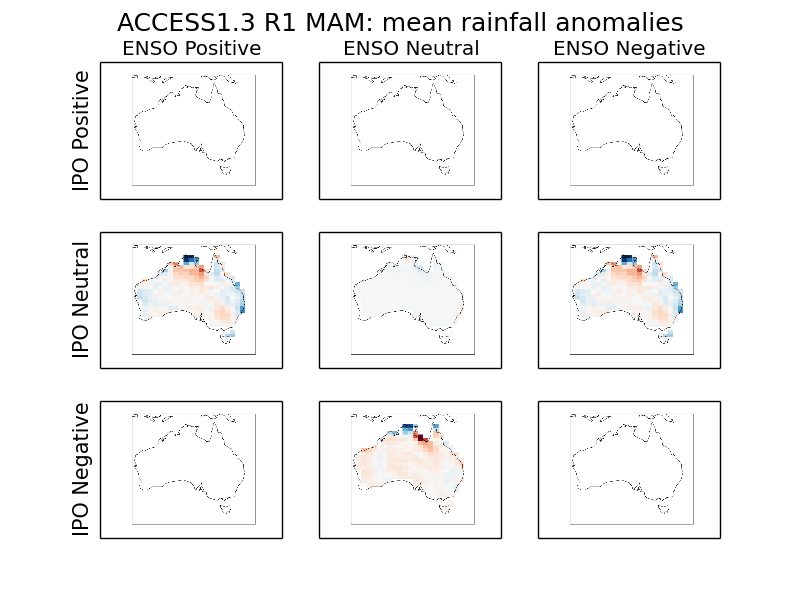 ACCESS1.3 R1 MAM: mean rainfall anomalies
ENSO Positive
ENSO Neutral
ENSO Negative
IPO Positive
IPO Neutral
IPO Negative